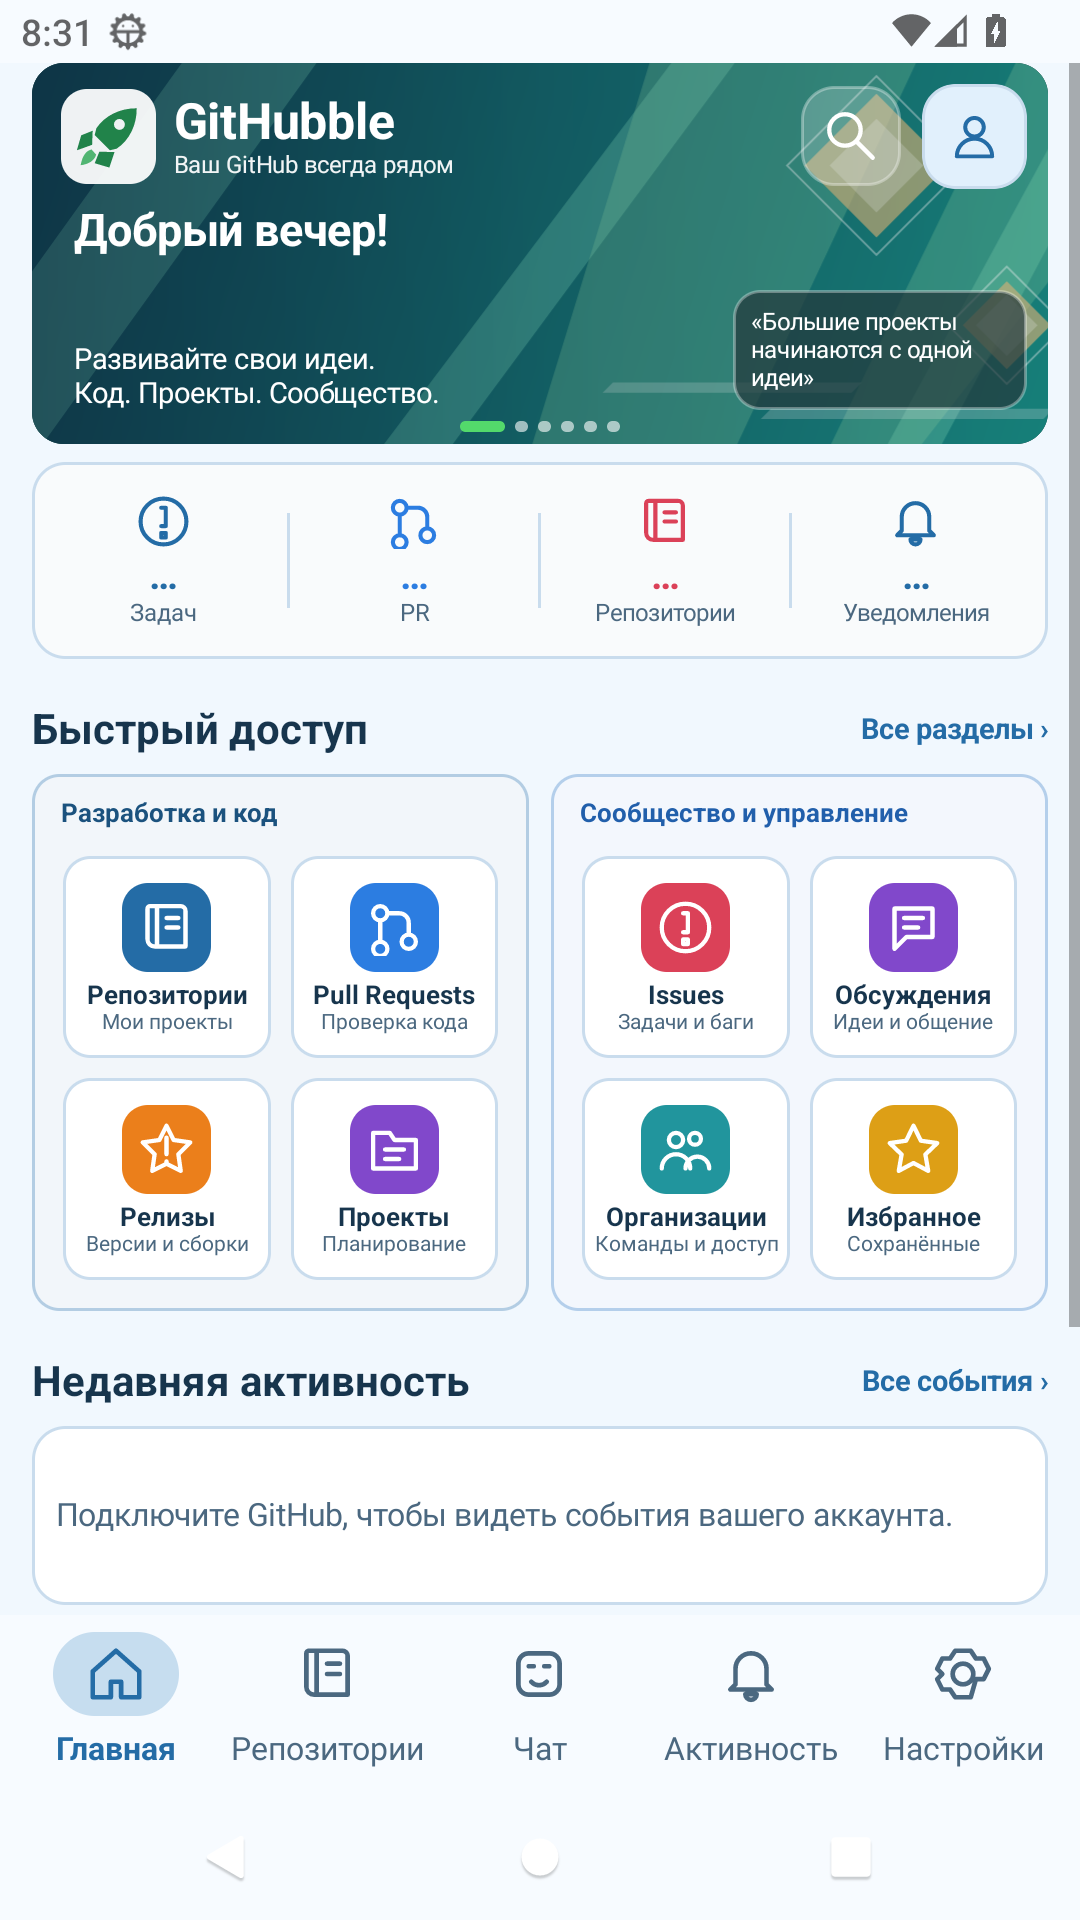 8:31
GitHubble
Ваш GitHub всегда рядом
Добрый вечер!
«Большие проекты
начинаются с одной
идеи»
Развивайте свои идеи.
Код. Проекты. Сообщество.
... ... ... ...
Задач PR Репозитории Уведомления
Быстрый доступ Все разделы ›
Разработка и код
Репозитории Pull Requests
Мои проекты Проверка кода
Релизы Проекты
Версии и сборки Планирование
Сообщество и управление
Issues Обсуждения
Задачи и баги Идеи и общение
Организации Избранное
Команды и доступ Сохранённые
Недавняя активность Все события ›
Подключите GitHub, чтобы видеть события вашего аккаунта.
Главная Репозитории Чат Активность Настройки